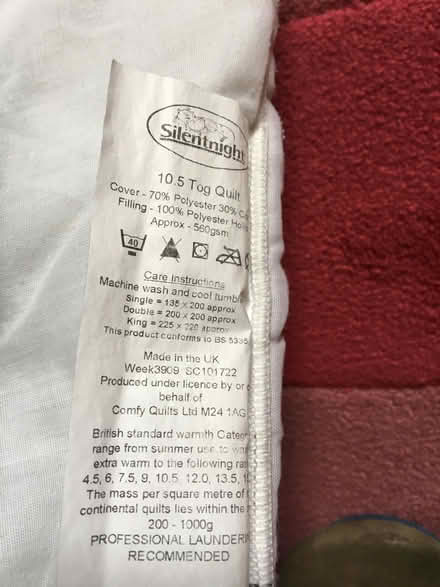 Silentnight
10.5 Tog Quilt
Cover - 70% Polyester 30%
Filling - 100% Polyester
Approx - 560gsm
40
Care Instructions
Machine wash and cool tumble
Single = 135 x 200 approx
Double = 200 x 200 approx
King = 225 x 220 approx
This product conforms to BS 5335
Made in the UK
Week3909 SC101722
Produced under licence by or
behalf of
Comfy Quilts Ltd M24 1AG
British standard warmth
range from summer use to
extra warm to the following
4.5, 6, 7.5, 9, 10.5, 12.0, 13.5,
The mass per square metre of
continental quilts lies within the
200 - 1000g
PROFESSIONAL
RECOMMENDED